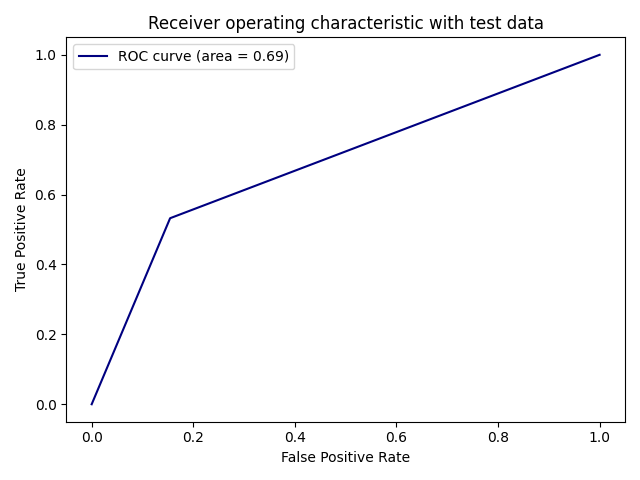 Receiver operating characteristic with test data
ROC curve (area = 0.69)
1.0
0.8
0.6
0.4
0.2
0.0
True Positive Rate
0.0 0.2 0.4 0.6 0.8 1.0
False Positive Rate